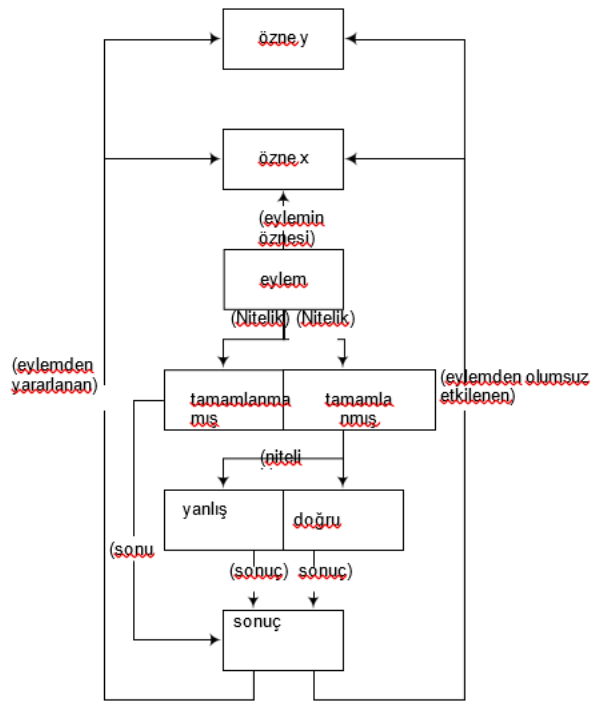 özne.y
özne.x
(eylemin
öznesi)
eylem
(Nitelik) (Nitelik)
(eylemden
yararlanan)
(eylemden olumsuz
etkilenen)
tamamlanma
mış
tamamla
nmış
(niteli
yanlış
doğru
(sonu
(sonuç) sonuç)
sonuç